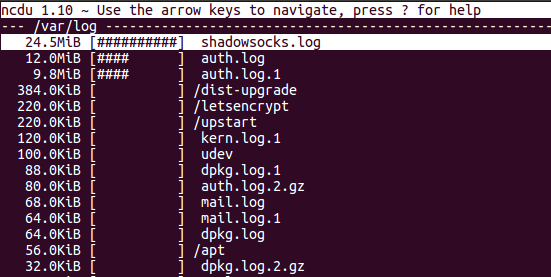 ncdu 1.10 ~ Use the arrow keys to navigate, press ? for help
--- /var/log ---------------------------------------------------------
24.5MiB [##########]  shadowsocks.log
12.0MiB [####      ]  auth.log
9.8MiB [####      ]  auth.log.1
384.0KiB [          ] /dist-upgrade
220.0KiB [          ] /letsencrypt
220.0KiB [          ] /upstart
120.0KiB [          ]  kern.log.1
100.0KiB [          ]  udev
88.0KiB [          ]  dpkg.log.1
80.0KiB [          ]  auth.log.2.gz
68.0KiB [          ]  mail.log
64.0KiB [          ]  mail.log.1
64.0KiB [          ]  dpkg.log
56.0KiB [          ] /apt
32.0KiB [          ]  dpkg.log.2.gz